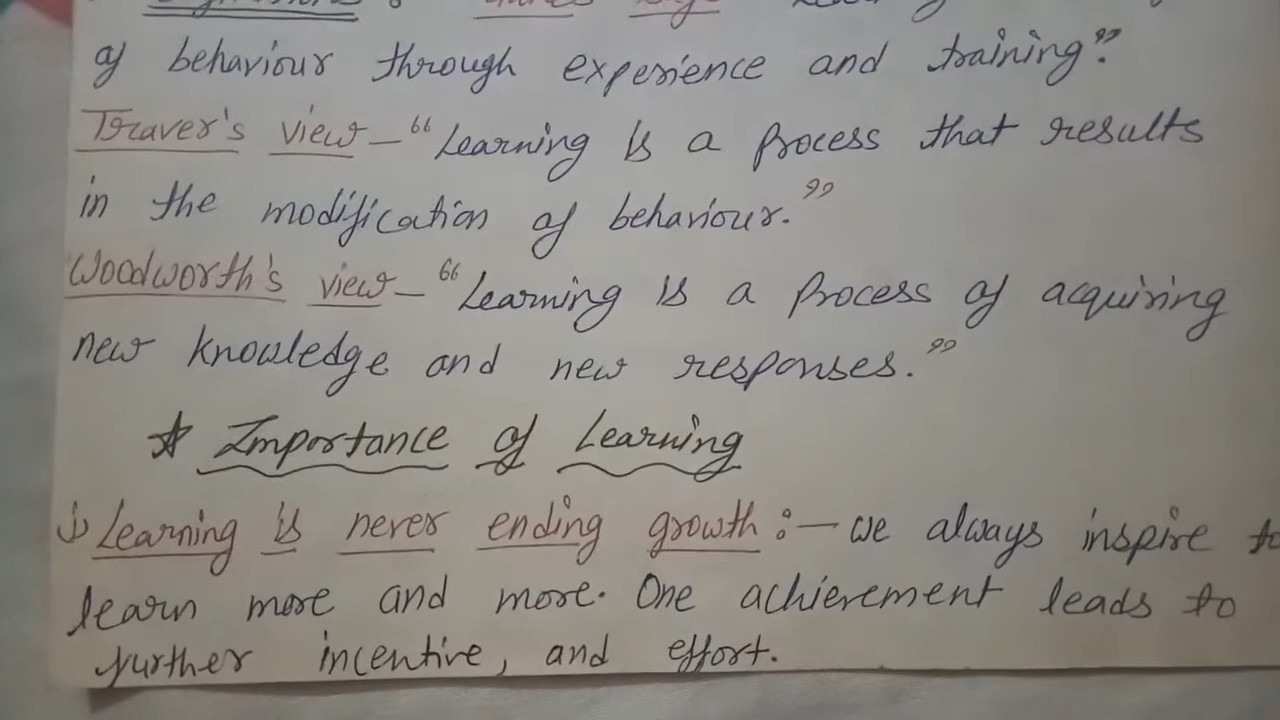 of behaviour through experience and training."
Traver's view – "Learning is a process that results
in the modification of behaviour."
Woodworth's view – "Learning is a process of acquiring
new knowledge and new responses."
☆ Importance of Learning
i) Learning is never ending growth :– we always inspire to
learn more and more. One achievement leads to
further incentive, and effort.